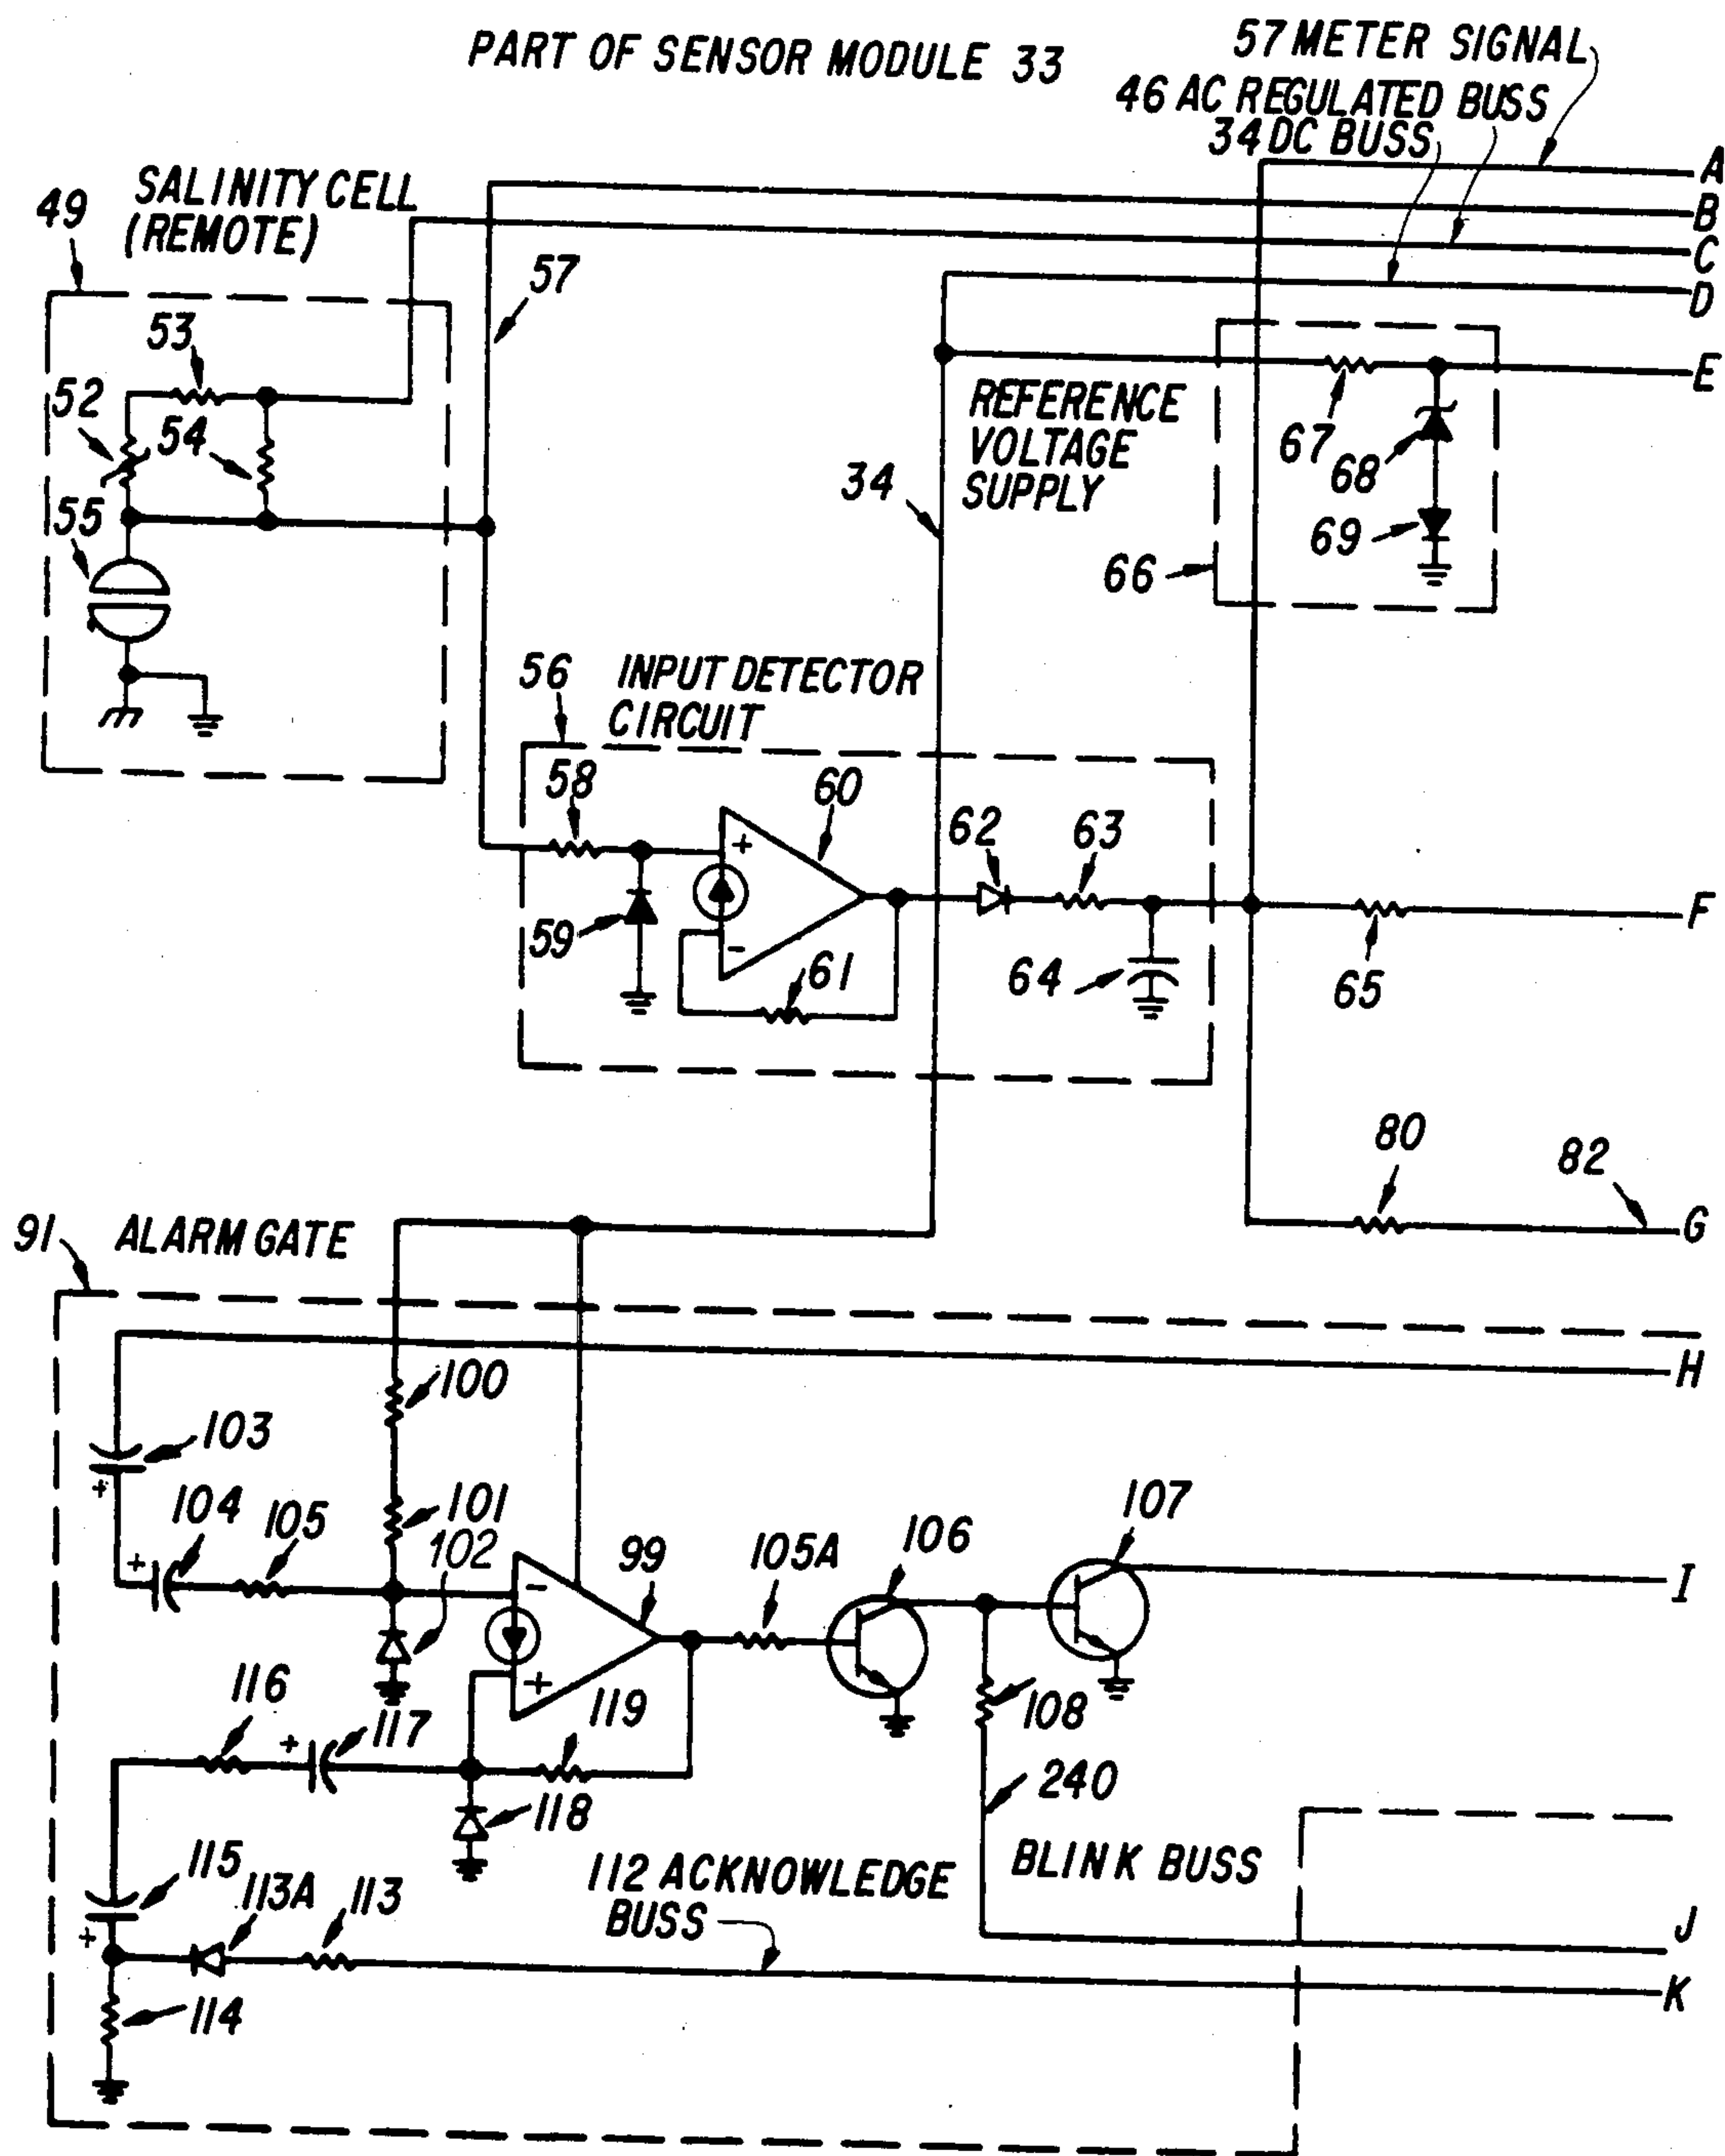 PART OF SENSOR MODULE 33
57 METER SIGNAL
46 AC REGULATED BUSS
34 DC BUSS
A
B
C
D
E
49
SALINITY CELL
(REMOTE)
57
53
52
54
55
REFERENCE
VOLTAGE
SUPPLY
34
67
68
69
66
56
INPUT DETECTOR
CIRCUIT
58
60
62
63
+
-
59
61
64
65
F
80
82
G
91
ALARM GATE
H
100
103
+
104
105
101
102
+
99
105A
106
107
I
-
+
116
117
+
119
118
108
240
BLINK BUSS
115
113A
113
112 ACKNOWLEDGE
BUSS
+
J
K
114